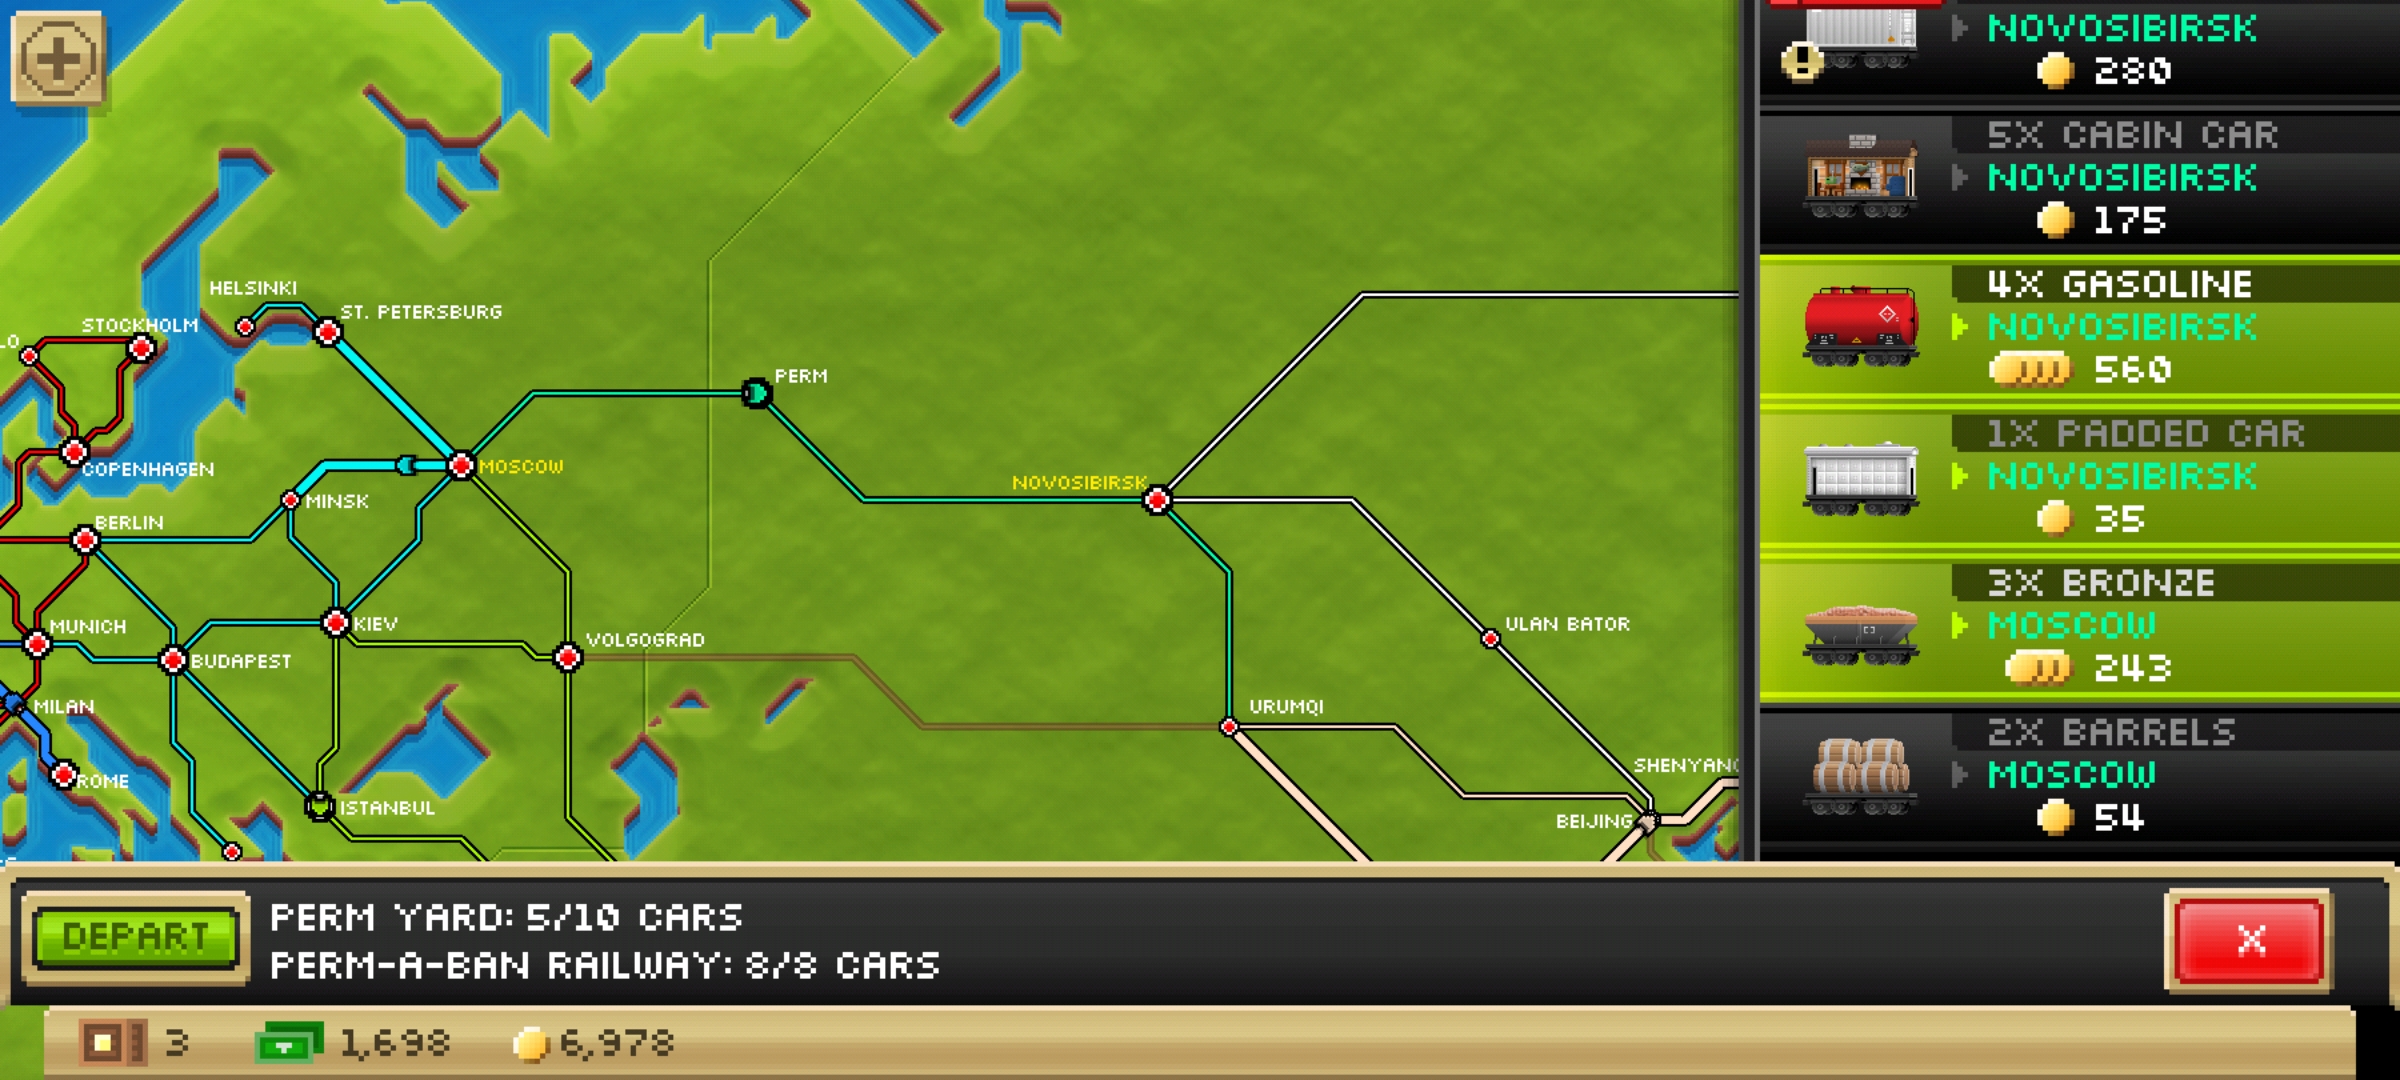 HELSINKI
ST. PETERSBURG
STOCKHOLM
LO
PERM
COPENHAGEN
MOSCOW
NOVOSIBIRSK
MINSK
BERLIN
MUNICH
KIEV
ULAN BATOR
VOLGOGRAD
BUDAPEST
MILAN
URUMQI
ROME
SHENYANG
ISTANBUL
BEIJING
NOVOSIBIRSK
280
5X CABIN CAR
NOVOSIBIRSK
175
4X GASOLINE
NOVOSIBIRSK
560
1X PADDED CAR
NOVOSIBIRSK
35
3X BRONZE
MOSCOW
243
2X BARRELS
MOSCOW
54
DEPART
PERM YARD: 5/10 CARS
PERM-A-BAN RAILWAY: 8/8 CARS
X
3
1,698
6,978